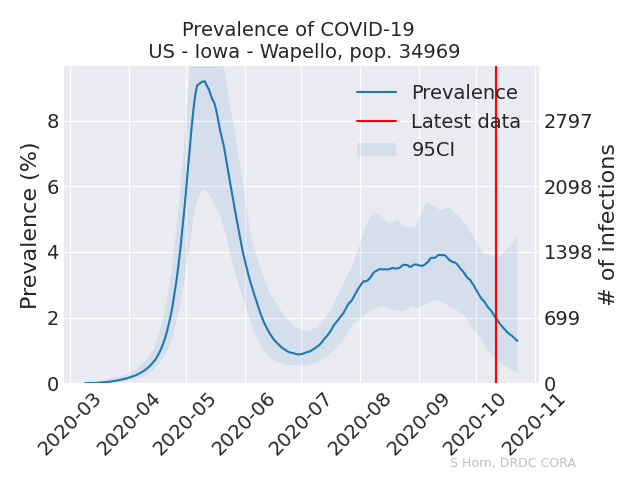 Prevalence of COVID-19
US - Iowa - Wapello, pop. 34969
Prevalence
Latest data
95CI
Prevalence (%)
8
6
4
2
0
2797
2098
1398
699
0
# of infections
2020-03
2020-04
2020-05
2020-06
2020-07
2020-08
2020-09
2020-10
2020-11
S Horn, DRDC CORA